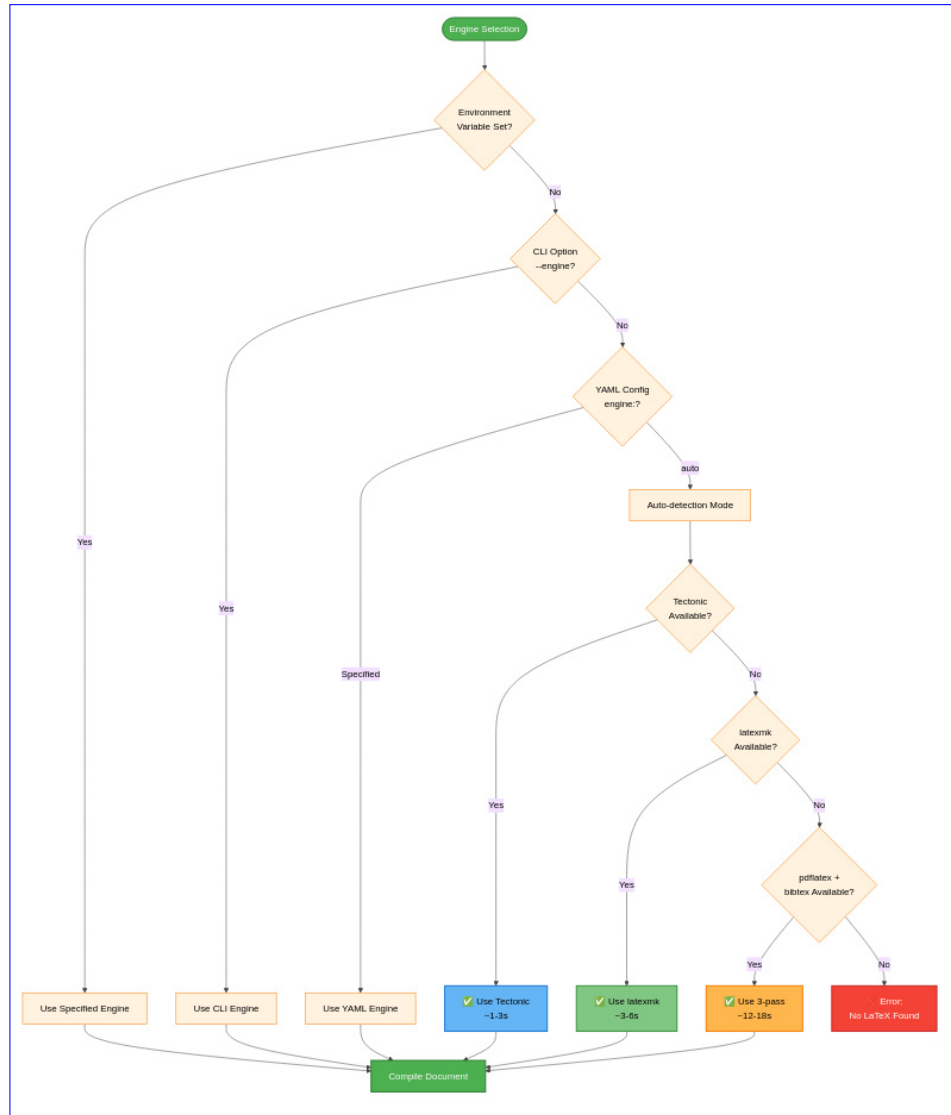 Engine Selection
Environment
Variable Set?
No
CLI Option
--engine?
No
YAML Config
engine:?
auto
Auto-detection Mode
Yes
Tectonic
Available?
Yes
Specified
No
latexmk
Available?
Yes
No
pdflatex +
bibtex Available?
Yes
Yes
No
Use Specified Engine
Use CLI Engine
Use YAML Engine
✅ Use Tectonic
~1-3s
✅ Use latexmk
~3-6s
✅ Use 3-pass
~12-18s
Error:
No LaTeX Found
Compile Document